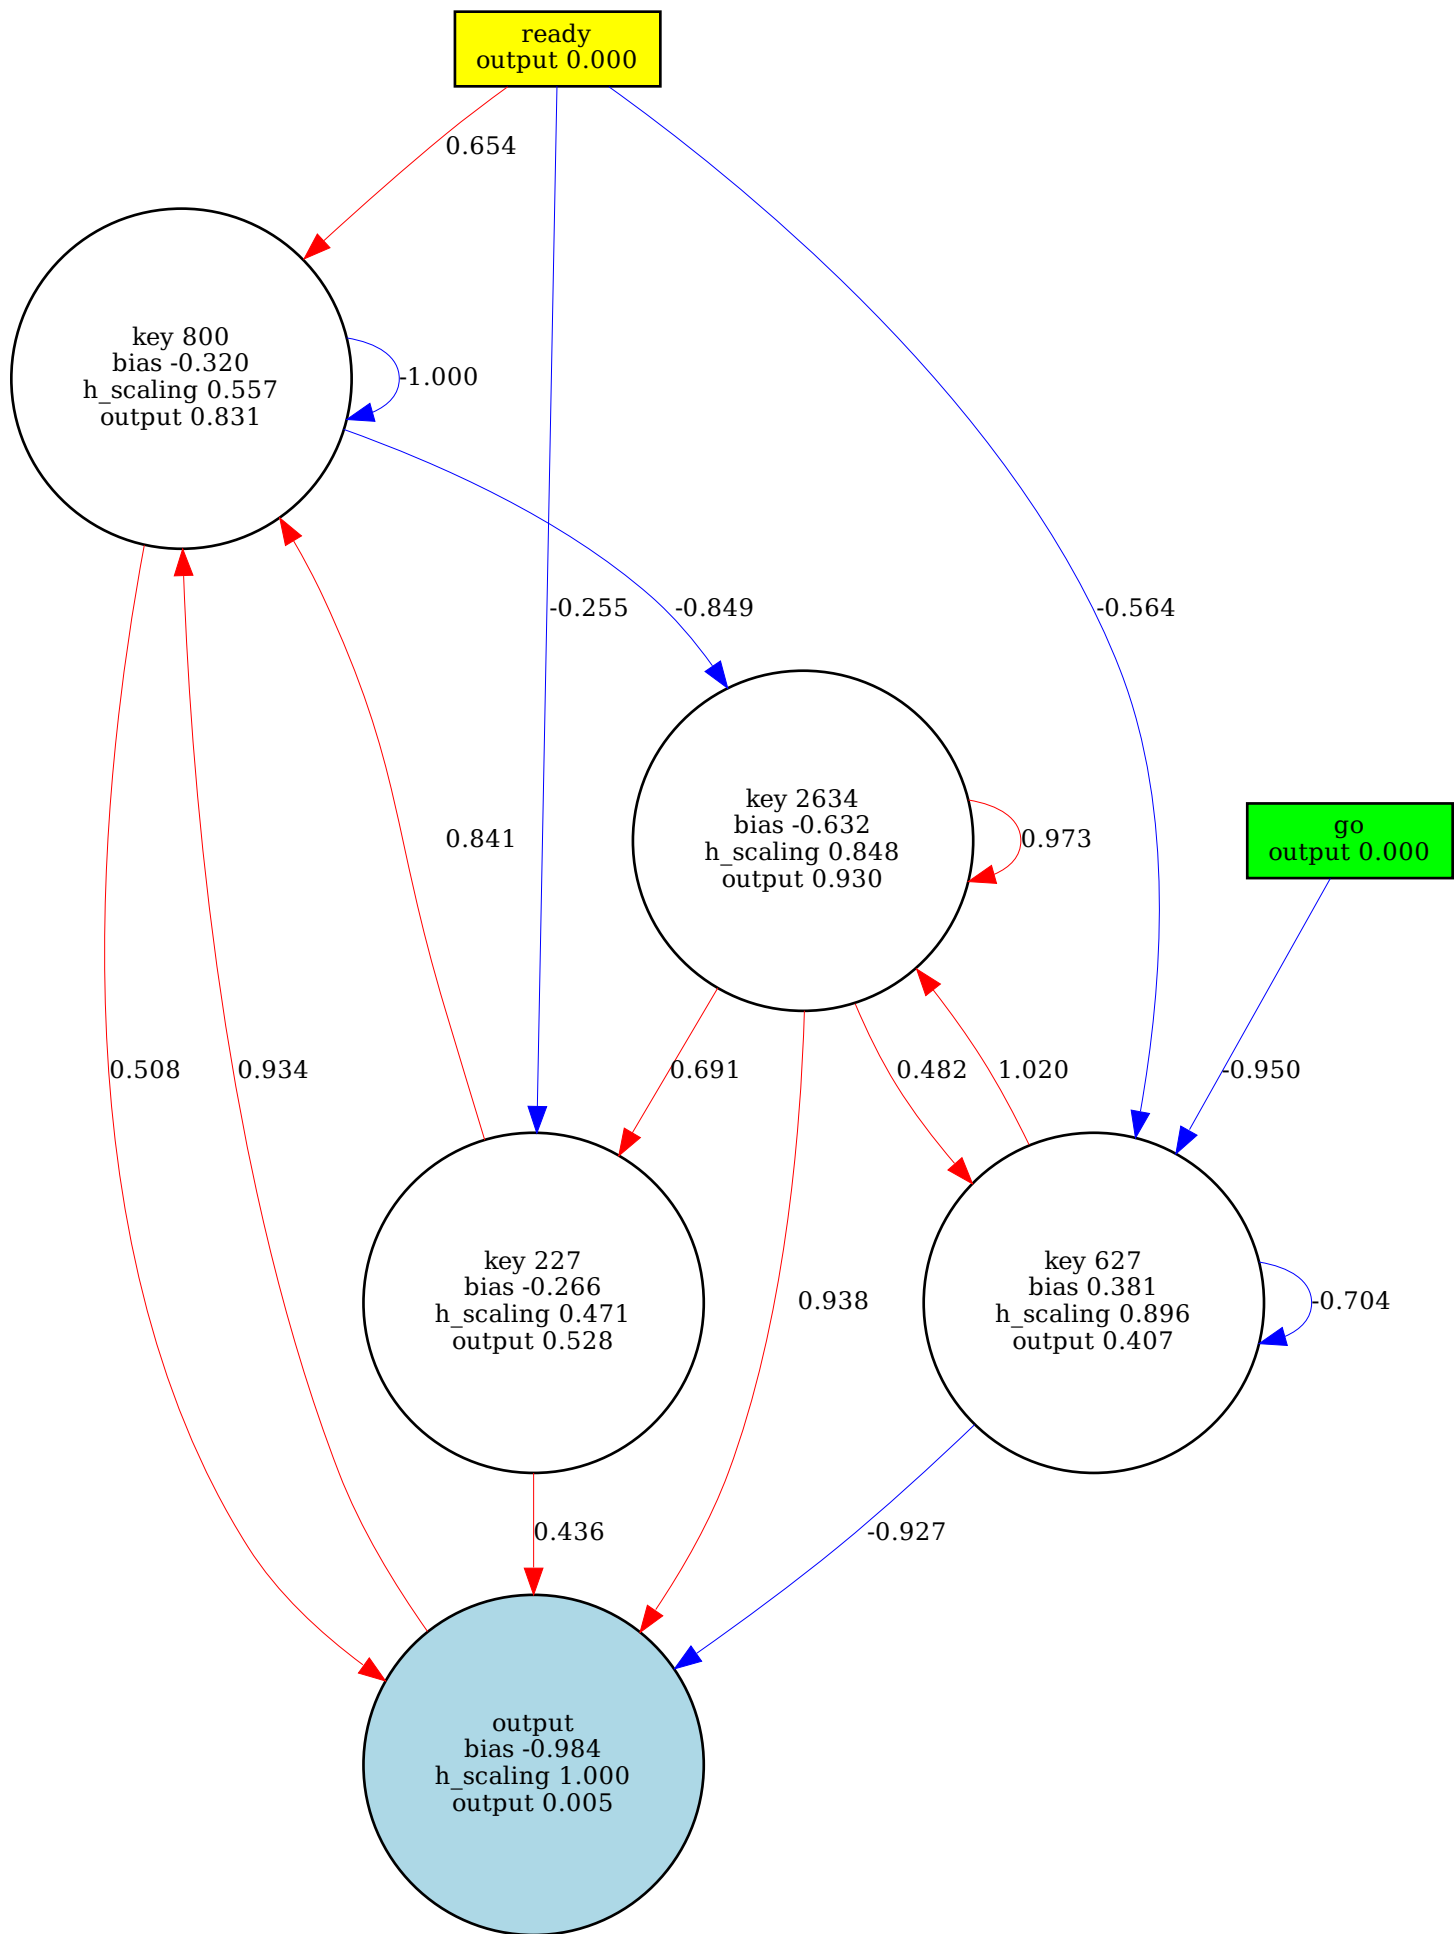 ready
output 0.000
0.654
key 800
bias -0.320
h_scaling 0.557
output 0.831
-1.000
-0.255
-0.849
-0.564
key 2634
bias -0.632
h_scaling 0.848
output 0.930
0.841
0.973
go
output 0.000
0.508
0.934
0.691
0.482
1.020
-0.950
key 227
bias -0.266
h_scaling 0.471
output 0.528
0.938
key 627
bias 0.381
h_scaling 0.896
output 0.407
-0.704
0.436
-0.927
output
bias -0.984
h_scaling 1.000
output 0.005